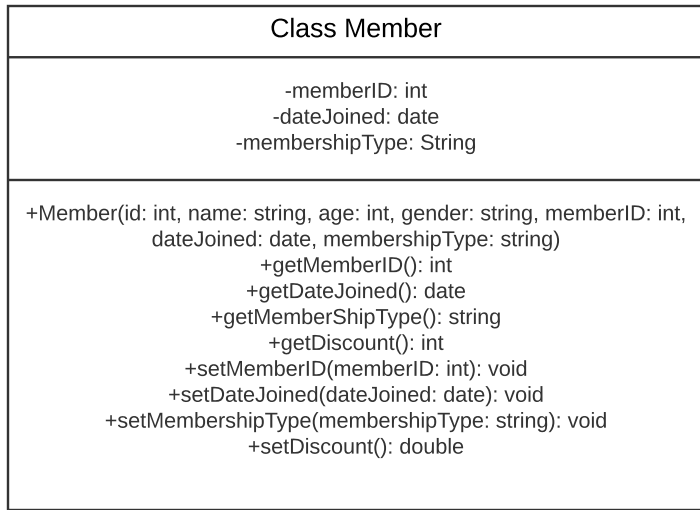 Class Member
-memberID: int
-dateJoined: date
-membershipType: String
+Member(id: int, name: string, age: int, gender: string, memberID: int,
dateJoined: date, membershipType: string)
+getMemberID(): int
+getDateJoined(): date
+getMemberShipType(): string
+getDiscount(): int
+setMemberID(memberID: int): void
+setDateJoined(dateJoined: date): void
+setMembershipType(membershipType: string): void
+setDiscount(): double